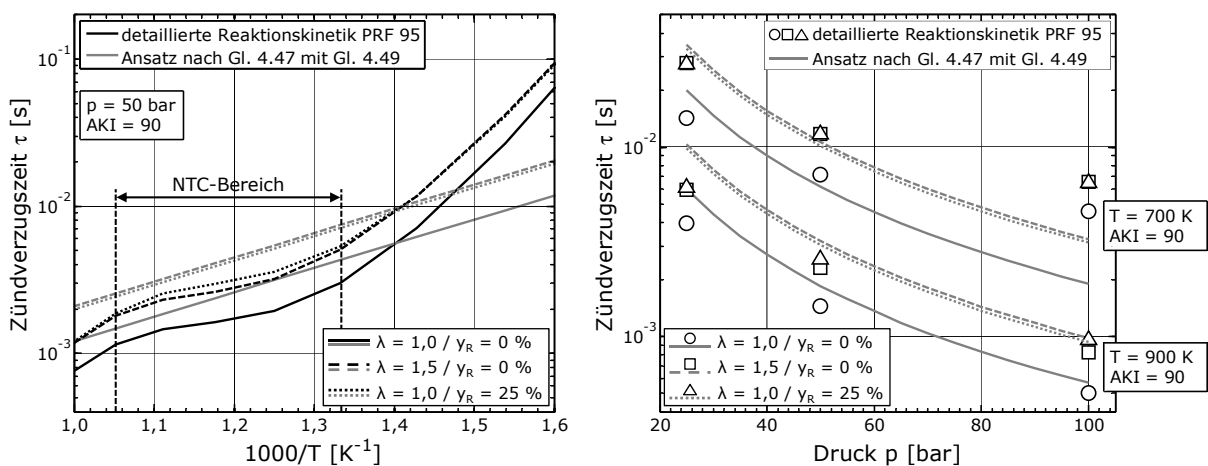 detaillierte Reaktionskinetik PRF 95
Ansatz nach Gl. 4.47 mit Gl. 4.49
p = 50 bar
AKI = 90
NTC-Bereich
λ = 1,0 / y_R = 0 %
λ = 1,5 / y_R = 0 %
λ = 1,0 / y_R = 25 %
Zündverzugszeit τ [s]
10⁻¹
10⁻²
10⁻³
1,0 1,1 1,2 1,3 1,4 1,5 1,6
1000/T [K⁻¹]
detaillierte Reaktionskinetik PRF 95
Ansatz nach Gl. 4.47 mit Gl. 4.49
T = 700 K
AKI = 90
T = 900 K
AKI = 90
λ = 1,0 / y_R = 0 %
λ = 1,5 / y_R = 0 %
λ = 1,0 / y_R = 25 %
Zündverzugszeit τ [s]
10⁻²
10⁻³
20 40 60 80 100
Druck p [bar]